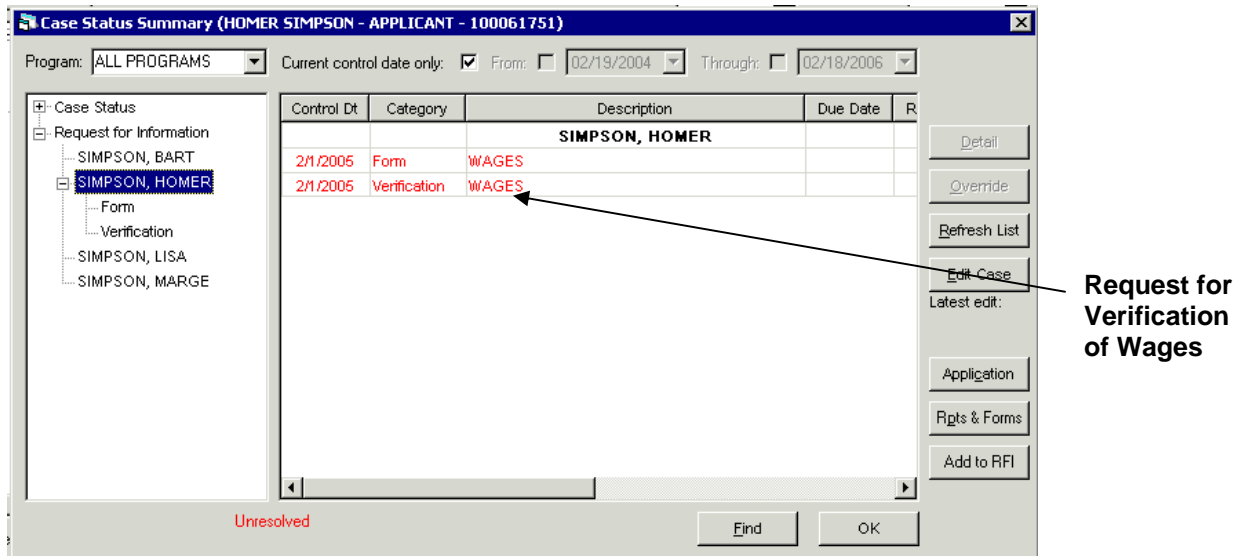 Case Status Summary (HOMER SIMPSON - APPLICANT - 100061751)
Program: ALL PROGRAMS Current control date only: From: 02/19/2004 Through: 02/18/2006
Case Status
Request for Information
SIMPSON, BART
SIMPSON, HOMER
Form
Verification
SIMPSON, LISA
SIMPSON, MARGE
Control Dt Category Description Due Date R
SIMPSON, HOMER
2/1/2005 Form WAGES
2/1/2005 Verification WAGES
Detail
Override
Refresh List
Edit Case
Latest edit:
Application
Rpts & Forms
Add to RFI
Request for
Verification
of Wages
Unresolved
Find OK